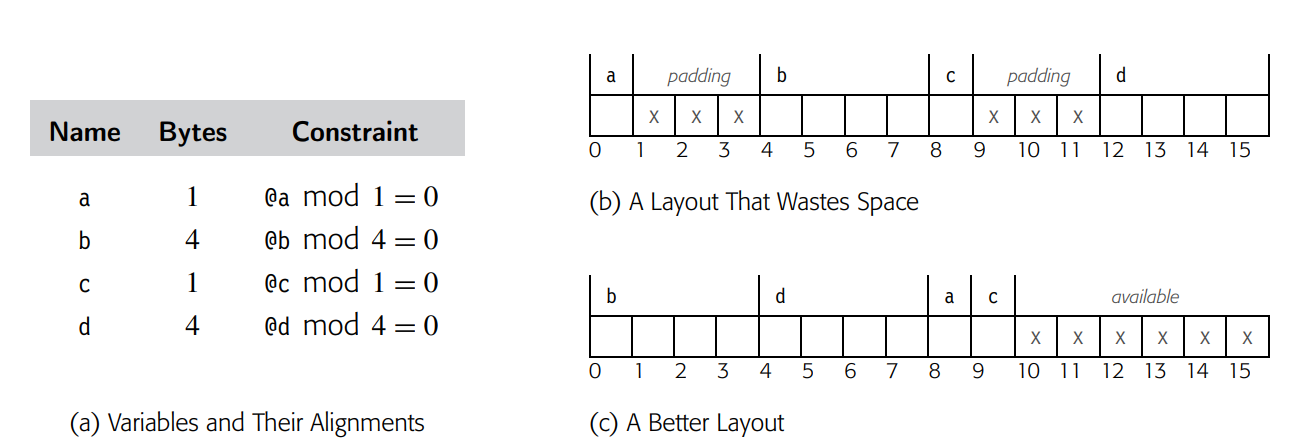 Name Bytes Constraint
a 1 @a mod 1 = 0
b 4 @b mod 4 = 0
c 1 @c mod 1 = 0
d 4 @d mod 4 = 0
(a) Variables and Their Alignments
a padding b c padding d
x x x x x x
0 1 2 3 4 5 6 7 8 9 10 11 12 13 14 15
(b) A Layout That Wastes Space
b d a c available
x x x x x x
0 1 2 3 4 5 6 7 8 9 10 11 12 13 14 15
(c) A Better Layout